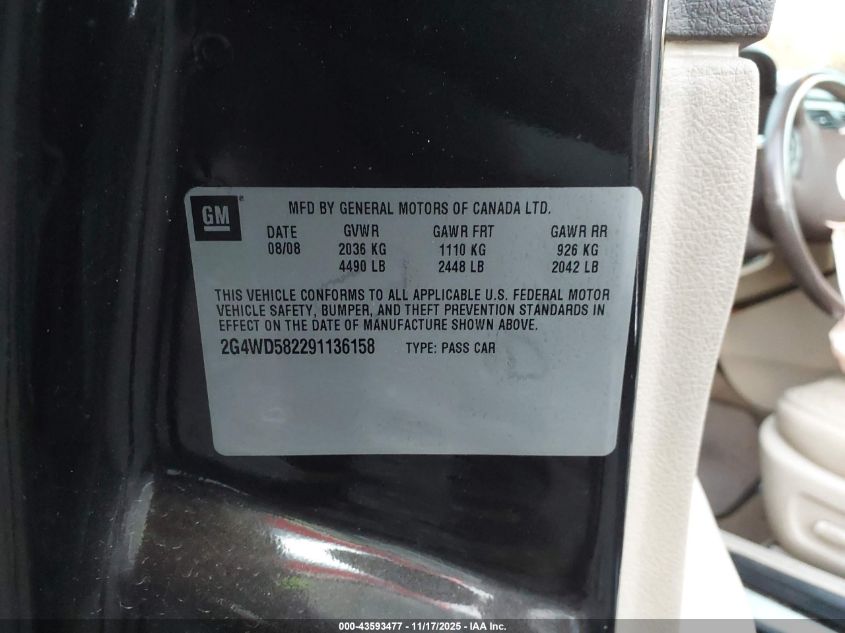 GM
MFD BY GENERAL MOTORS OF CANADA LTD.
DATE GVWR GAWR FRT GAWR RR
08/08 2036 KG 1110 KG 926 KG
4490 LB 2448 LB 2042 LB
THIS VEHICLE CONFORMS TO ALL APPLICABLE U.S. FEDERAL MOTOR
VEHICLE SAFETY, BUMPER, AND THEFT PREVENTION STANDARDS IN
EFFECT ON THE DATE OF MANUFACTURE SHOWN ABOVE.
2G4WD582291136158 TYPE: PASS CAR
000-43593477 - 11/17/2025 - IAA Inc.